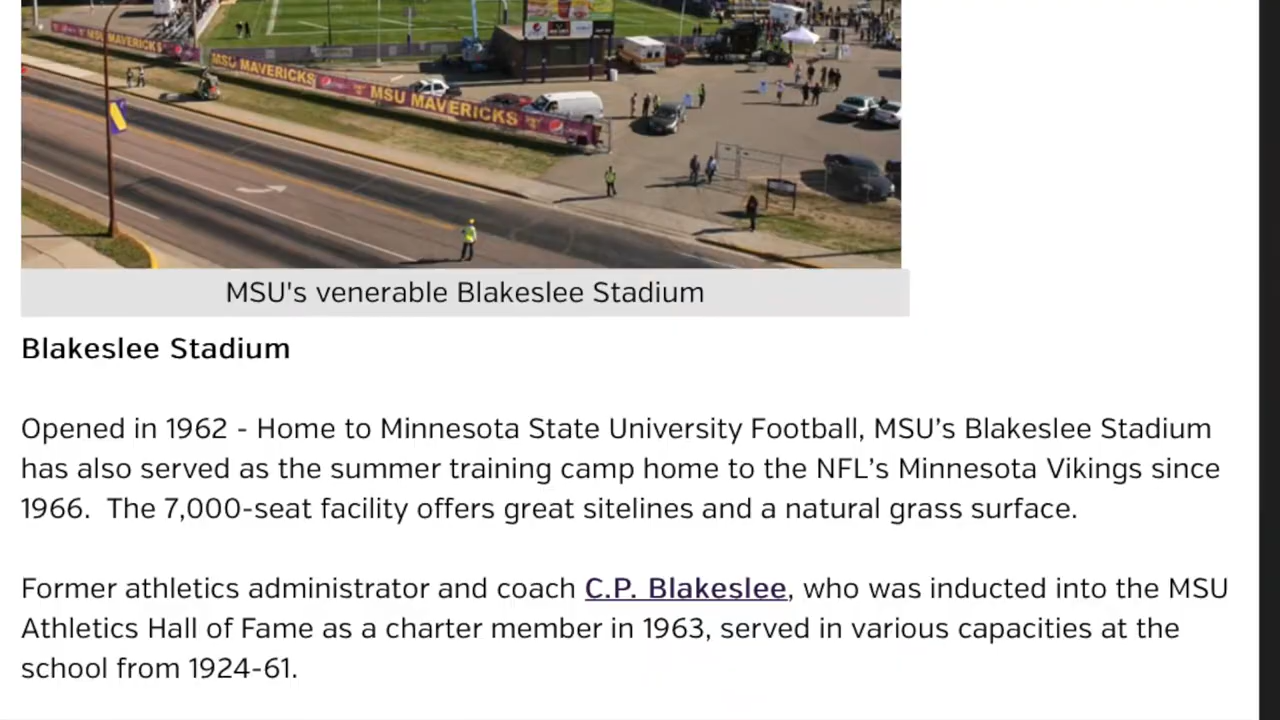 MSU MAVERICKS
MSU MAVERICKS
MSU MAVERICKS
MSU's venerable Blakeslee Stadium
Blakeslee Stadium
Opened in 1962 - Home to Minnesota State University Football, MSU’s Blakeslee Stadium
has also served as the summer training camp home to the NFL’s Minnesota Vikings since
1966.  The 7,000-seat facility offers great sitelines and a natural grass surface.
Former athletics administrator and coach C.P. Blakeslee, who was inducted into the MSU
Athletics Hall of Fame as a charter member in 1963, served in various capacities at the
school from 1924-61.